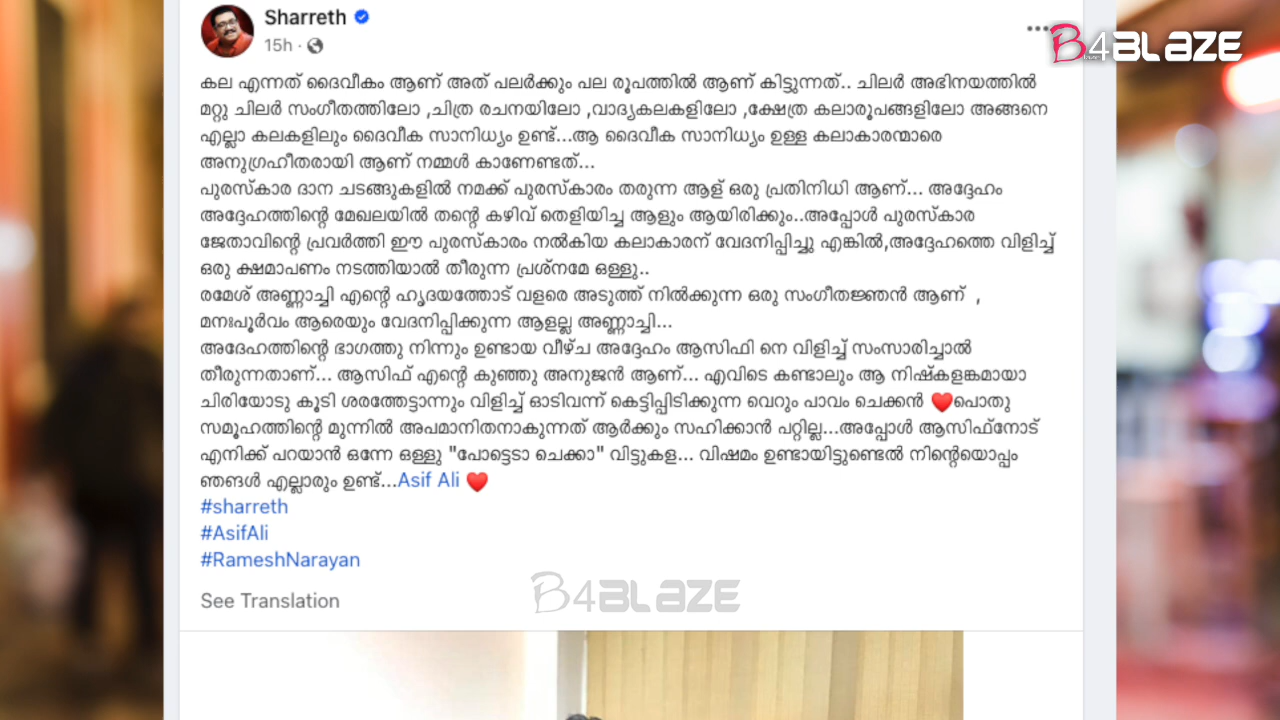 Sharreth
15h ·
B4BLAZE
കല എന്നത് ദൈവീകം ആണ് അത് പലർക്കും പല രൂപത്തിൽ ആണ് കിട്ടുന്നത്.. ചിലർ അഭിനയത്തിൽ
മറ്റു ചിലർ സംഗീതത്തിലോ ,ചിത്ര രചനയിലോ ,വാദ്യകലകളിലോ ,ക്ഷേത്ര കലാരൂപങ്ങളിലോ അങ്ങനെ
എല്ലാ കലകളിലും ദൈവീക സാനിധ്യം ഉണ്ട്...ആ ദൈവീക സാനിധ്യം ഉള്ള കലാകാരന്മാരെ
അനുഗ്രഹീതരായി ആണ് നമ്മൾ കാണേണ്ടത്...
പുരസ്‌കാര ദാന ചടങ്ങുകളിൽ നമക്ക് പുരസ്‌കാരം തരുന്ന ആള് ഒരു പ്രതിനിധി ആണ്... അദ്ദേഹം
അദ്ദേഹത്തിന്റെ മേഖലയിൽ തന്റെ കഴിവ് തെളിയിച്ച ആളും ആയിരിക്കും..അപ്പോൾ പുരസ്‌കാര
ജേതാവിന്റെ പ്രവർത്തി ഈ പുരസ്‌കാരം നൽകിയ കലാകാരന് വേദനിപ്പിച്ചു എങ്കിൽ,അദ്ദേഹത്തെ വിളിച്ച്
ഒരു ക്ഷമാപണം നടത്തിയാൽ തീരുന്ന പ്രശ്നമേ ഒള്ളു..
രമേശ് അണ്ണാച്ചി എന്റെ ഹൃദയത്തോട് വളരെ അടുത്ത് നിൽക്കുന്ന ഒരു സംഗീതജ്ഞൻ ആണ് ,
മനഃപൂർവം ആരെയും വേദനിപ്പിക്കുന്ന ആളല്ല അണ്ണാച്ചി...
അദേഹത്തിന്റെ ഭാഗത്തു നിന്നും ഉണ്ടായ വീഴ്ച അദ്ദേഹം ആസിഫി നെ വിളിച്ച് സംസാരിച്ചാൽ
തീരുന്നതാണ്... ആസിഫ് എന്റെ കുഞ്ഞു അനുജൻ ആണ്... എവിടെ കണ്ടാലും ആ നിഷ്കളങ്കമായാ
ചിരിയോടു കൂടി ശരത്തേട്ടാന്നും വിളിച്ച് ഓടിവന്ന് കെട്ടിപ്പിടിക്കുന്ന വെറും പാവം ചെക്കൻ ❤️പൊതു
സമൂഹത്തിന്റെ മുന്നിൽ അപമാനിതനാകുന്നത് ആർക്കും സഹിക്കാൻ പറ്റില്ല...അപ്പോൾ ആസിഫ്നോട്
എനിക്ക് പറയാൻ ഒന്നേ ഒള്ളു "പോട്ടെടാ ചെക്കാ" വിട്ടുകള... വിഷമം ഉണ്ടായിട്ടുണ്ടെൽ നിന്റെയൊപ്പം
ഞങൾ എല്ലാരും ഉണ്ട്...Asif Ali ❤️
#sharreth
#AsifAli
#RameshNarayan
See Translation
B4BLAZE